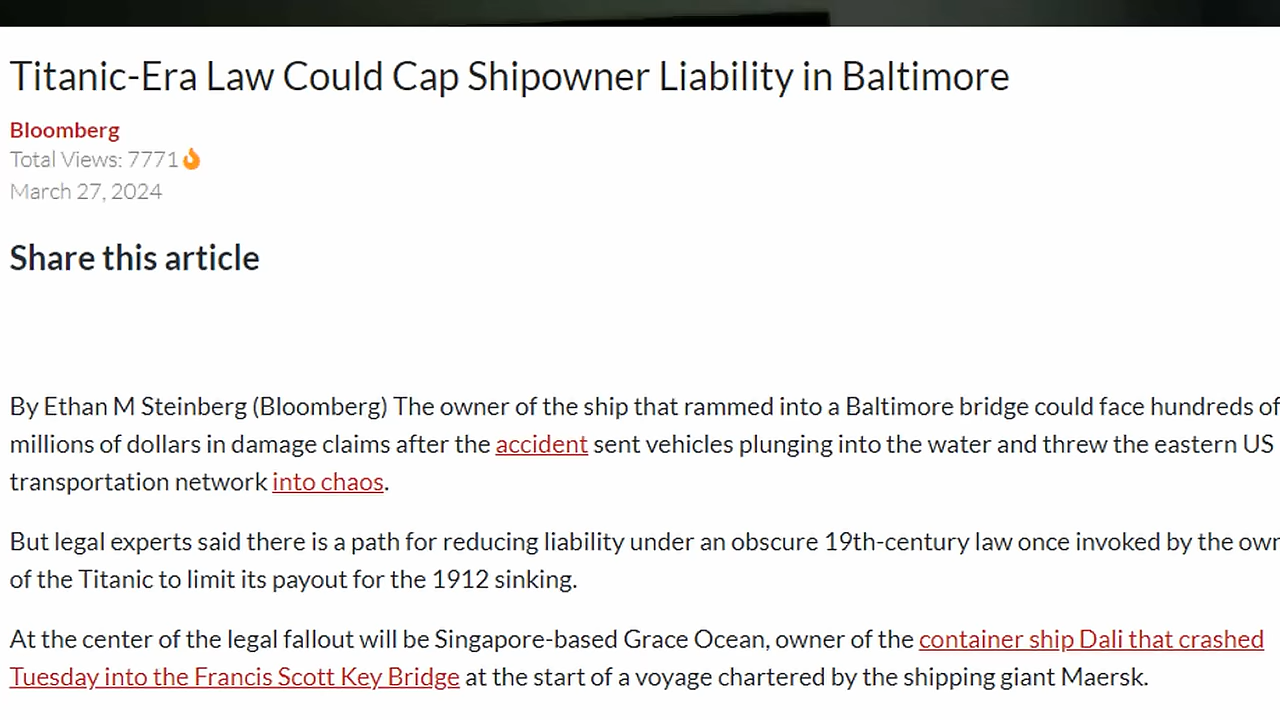 Titanic-Era Law Could Cap Shipowner Liability in Baltimore
Bloomberg
Total Views: 7771
March 27, 2024
Share this article
By Ethan M Steinberg (Bloomberg) The owner of the ship that rammed into a Baltimore bridge could face hundreds of
millions of dollars in damage claims after the accident sent vehicles plunging into the water and threw the eastern US
transportation network into chaos.
But legal experts said there is a path for reducing liability under an obscure 19th-century law once invoked by the
of the Titanic to limit its payout for the 1912 sinking.
At the center of the legal fallout will be Singapore-based Grace Ocean, owner of the container ship Dali that crashed
Tuesday into the Francis Scott Key Bridge at the start of a voyage chartered by the shipping giant Maersk.